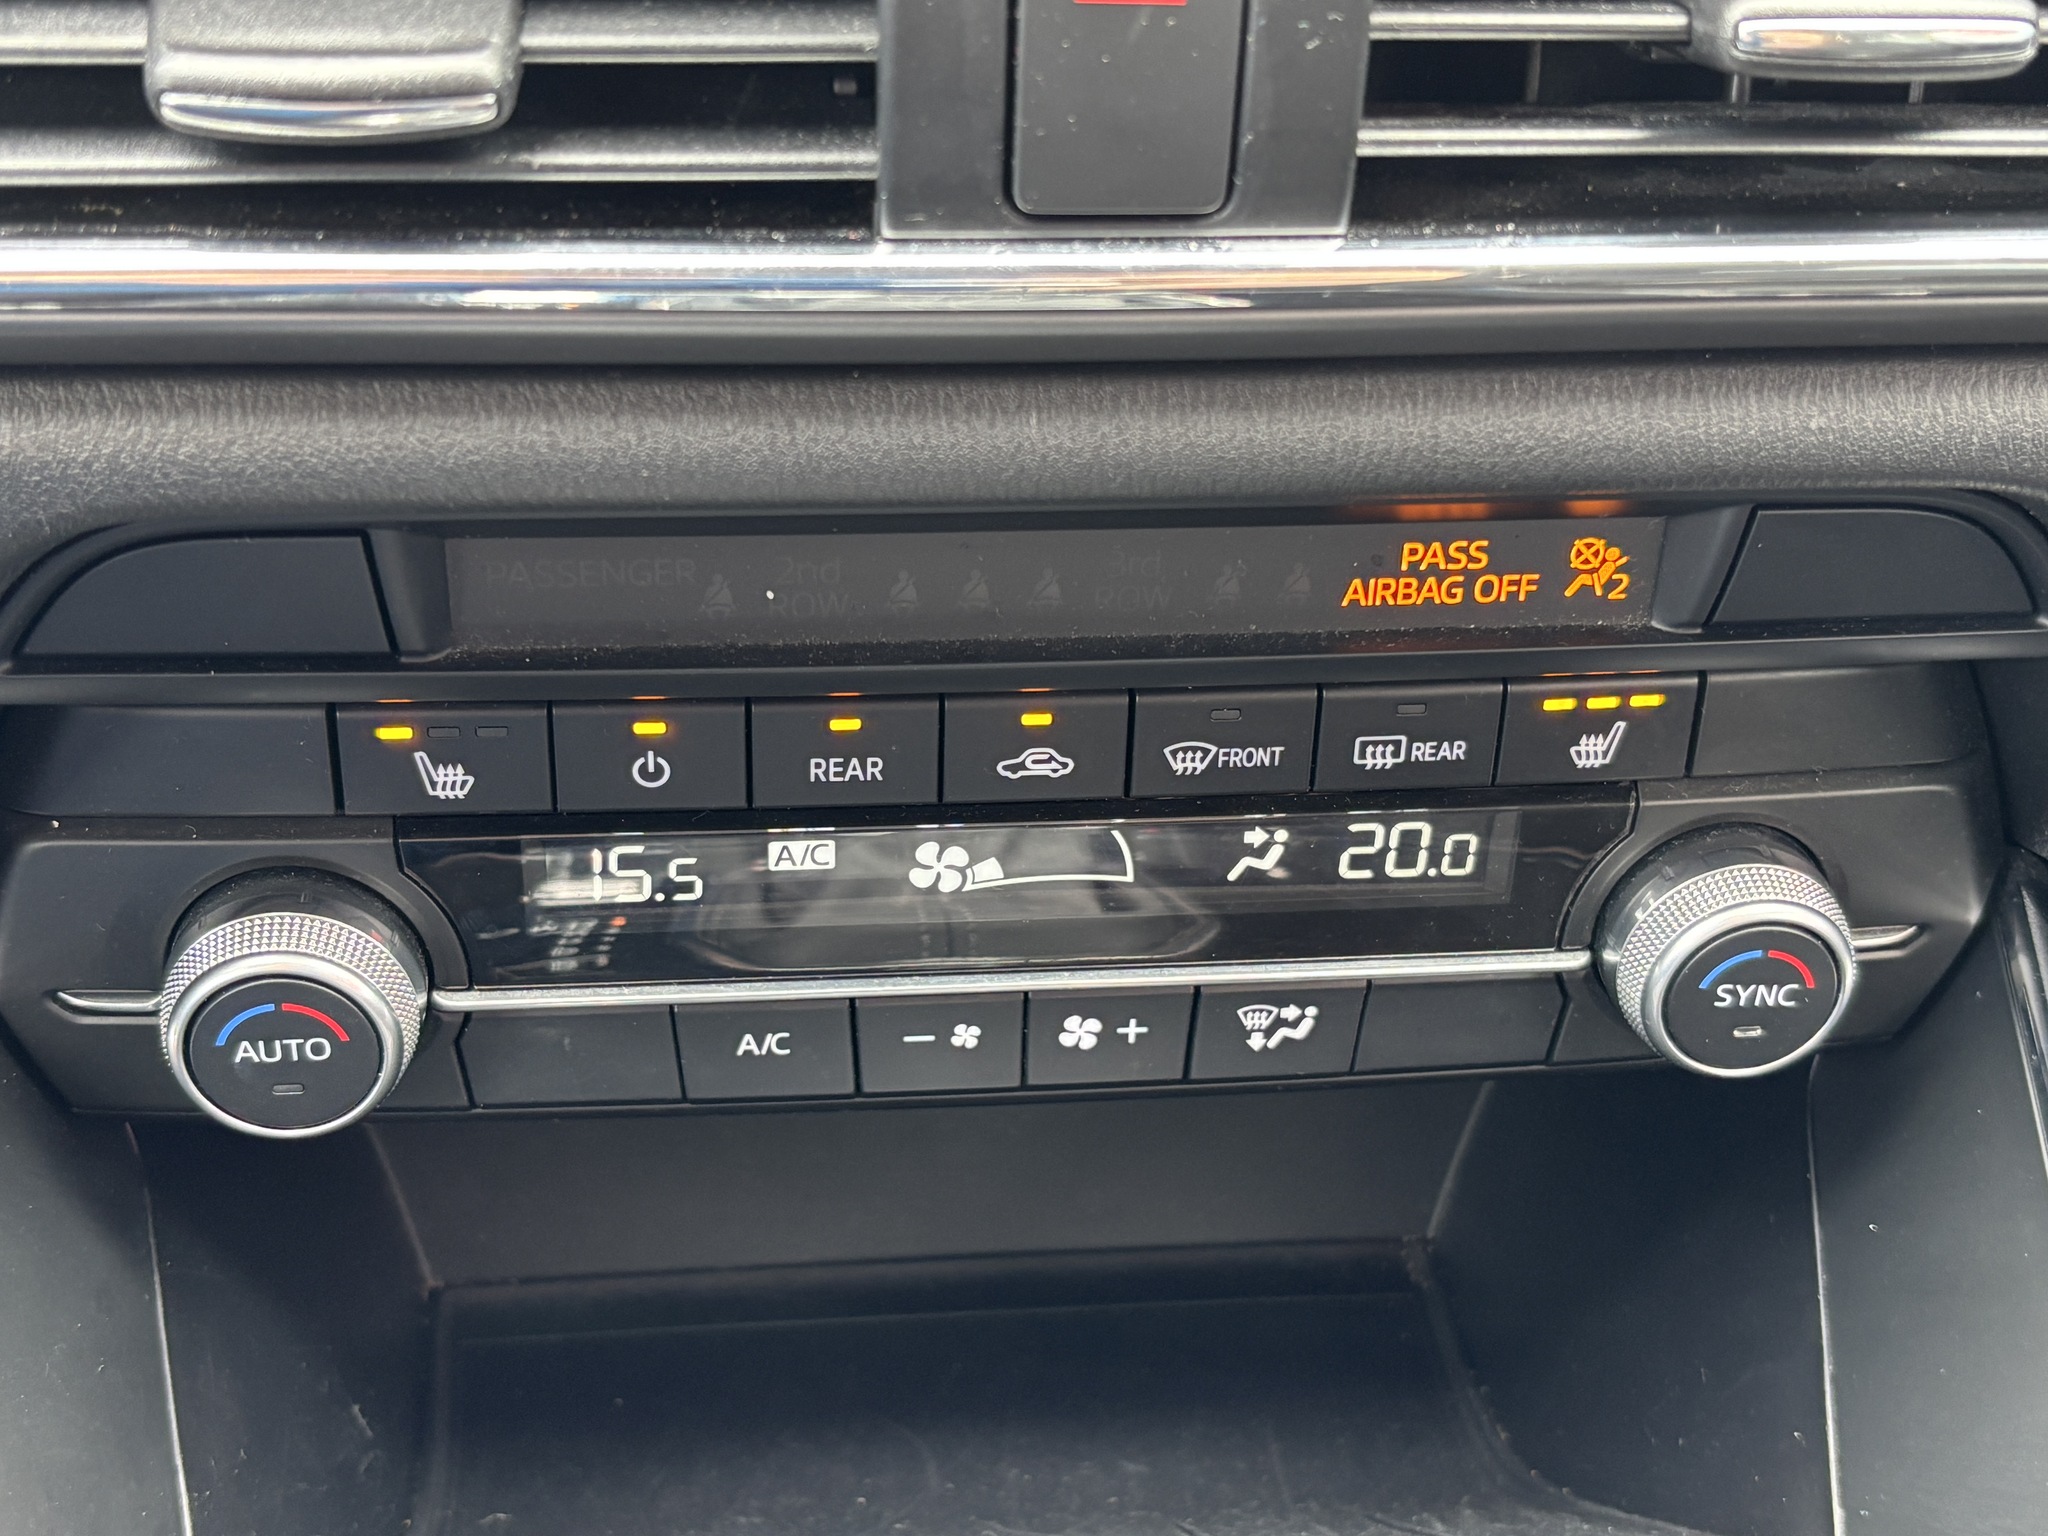 PASSENGER
2nd
ROW
3rd
ROW
PASS
AIRBAG OFF
2
REAR
FRONT
REAR
15.5
A/C
20.0
AUTO
A/C
- 
+
SYNC